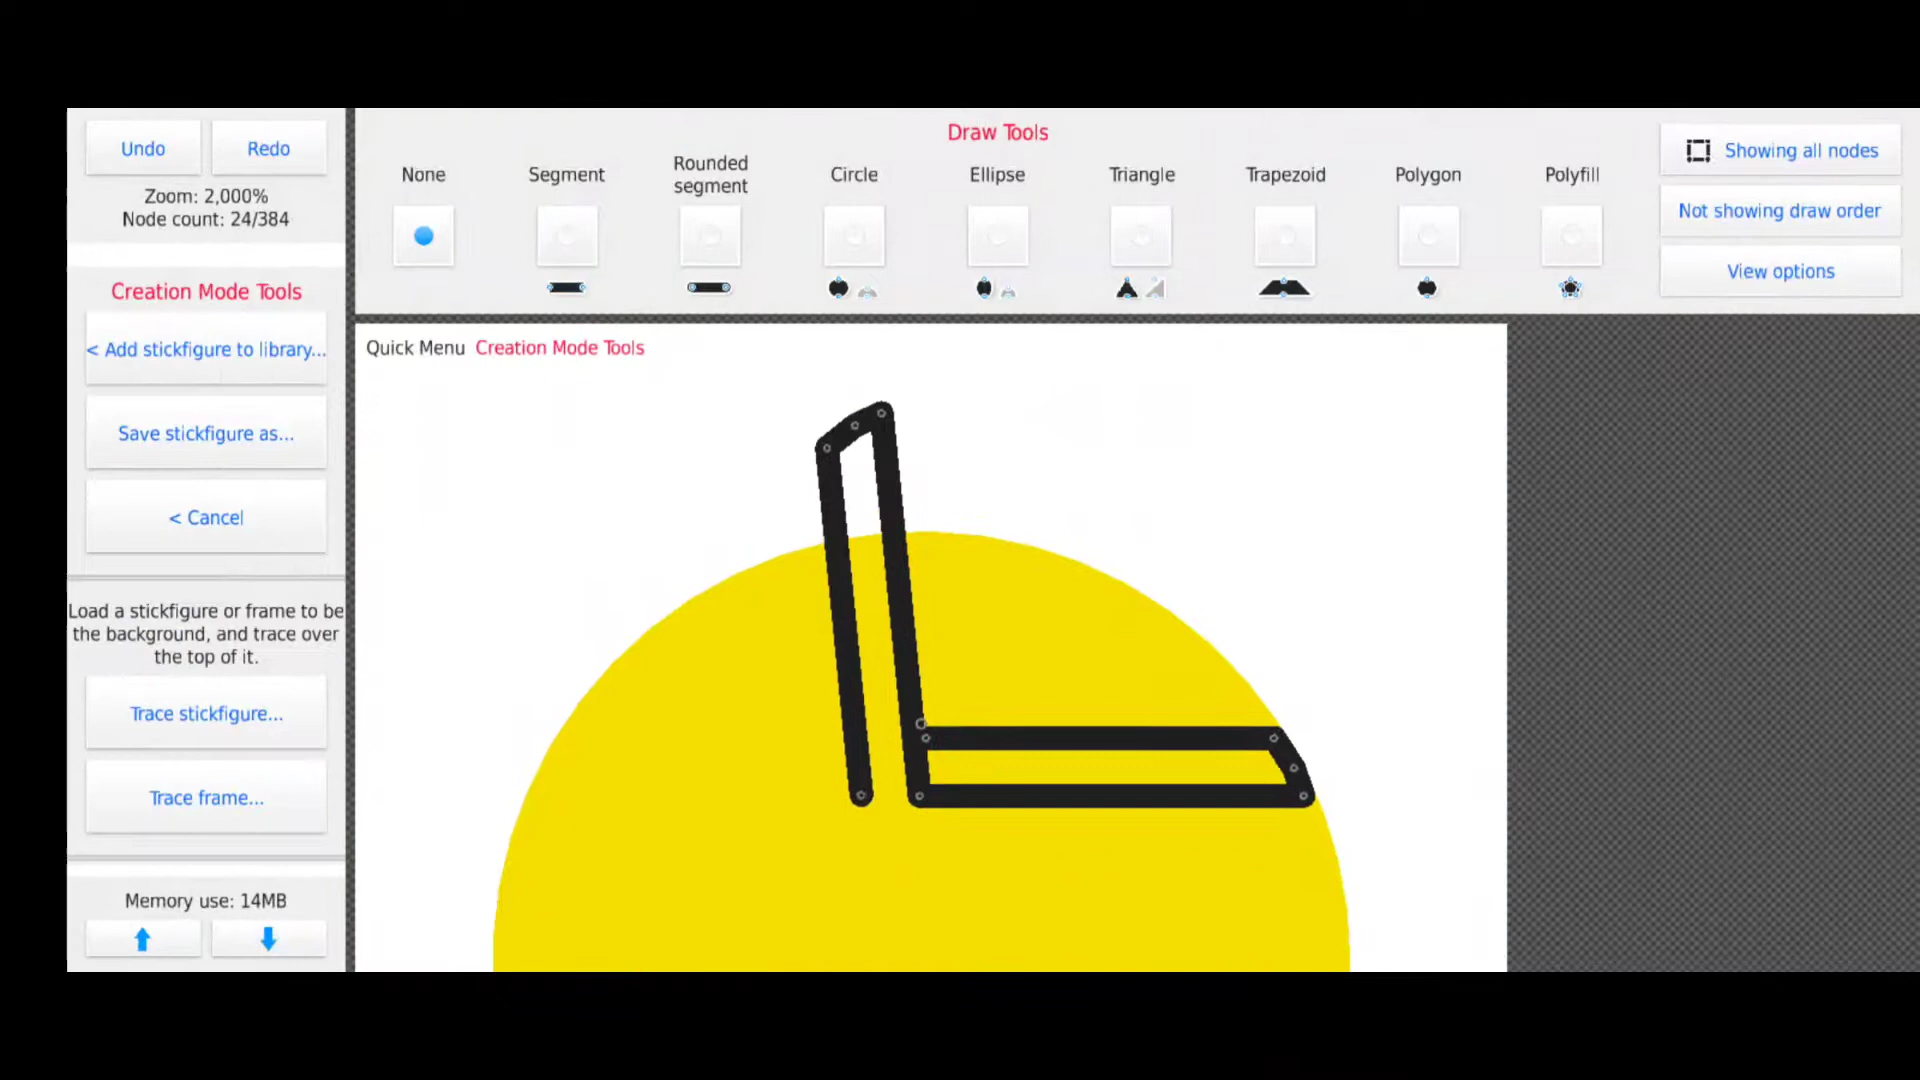 Undo
Redo
Zoom: 2,000%
Node count: 24/384
Creation Mode Tools
< Add stickfigure to library...
Save stickfigure as...
< Cancel
Load a stickfigure or frame to be
the background, and trace over
the top of it.
Trace stickfigure...
Trace frame...
Memory use: 14MB
Draw Tools
None
Segment
Rounded
segment
Circle
Ellipse
Triangle
Trapezoid
Polygon
Polyfill
Showing all nodes
Not showing draw order
View options
Quick Menu Creation Mode Tools